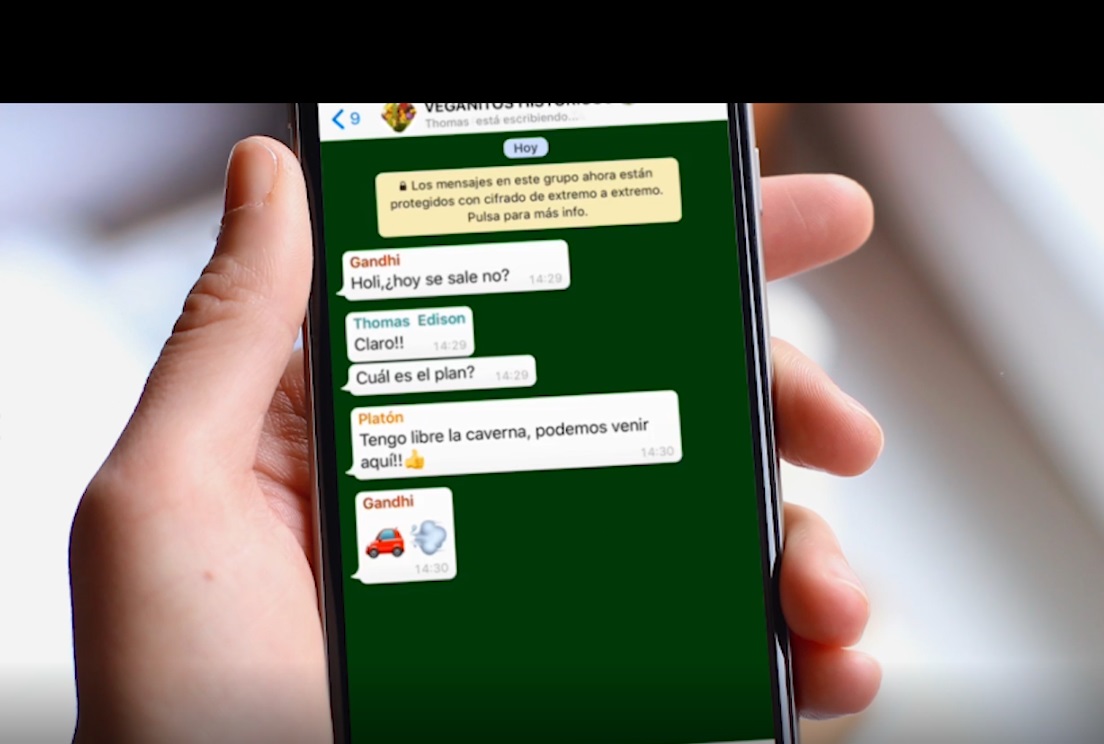 9
VEGANITOS
Thomas está escribiendo...
Hoy
Los mensajes en este grupo ahora están
protegidos con cifrado de extremo a extremo.
Pulsa para más info.
Gandhi
Holi,¿hoy se sale no? 14:29
Thomas Edison
Claro!! 14:29
Cuál es el plan? 14:29
Platón
Tengo libre la caverna, podemos venir
aquí!!👍 14:30
Gandhi
🚗💨
14:30